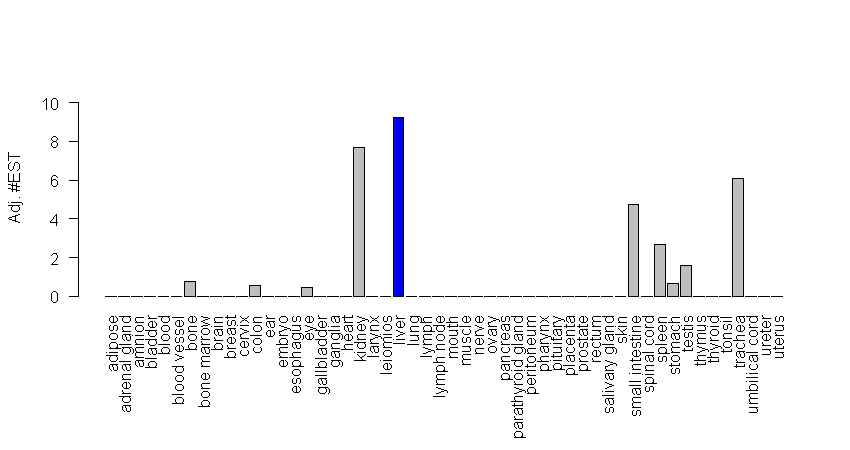 Adj. #EST
10
8
6
4
2
0
adipose
adrenal gland
amnion
bladder
blood
blood vessel
bone
bone marrow
brain
breast
cervix
colon
ear
embryo
esophagus
eye
gallbladder
ganglia
heart
kidney
larynx
leiomios
liver
lung
lymph
lymph node
mouth
muscle
nerve
ovary
pancreas
parathyroid gland
peritoneum
pharynx
pituitary
placenta
prostate
rectum
salivary gland
skin
small intestine
spinal cord
spleen
stomach
testis
thymus
thyroid
tonsil
trachea
umbilical cord
ureter
uterus